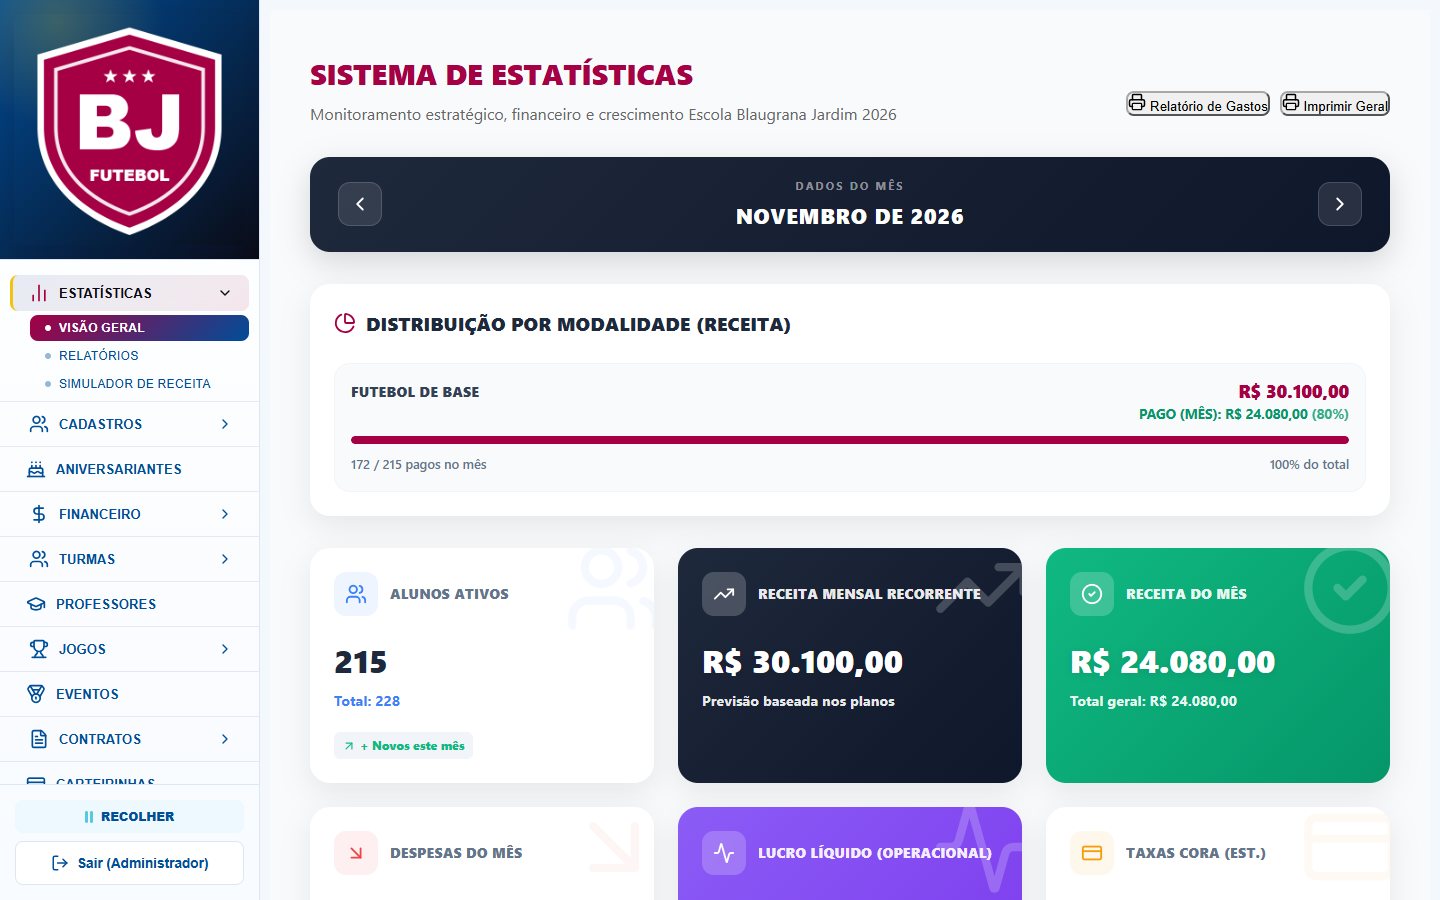 BJ
FUTEBOL
ESTATÍSTICAS
VISÃO GERAL
RELATÓRIOS
SIMULADOR DE RECEITA
CADASTROS
ANIVERSARIANTES
FINANCEIRO
TURMAS
PROFESSORES
JOGOS
EVENTOS
CONTRATOS
CARTEIRINHAS
RECOLHER
Sair (Administrador)
SISTEMA DE ESTATÍSTICAS
Monitoramento estratégico, financeiro e crescimento Escola Blaugrana Jardim 2026
Relatório de Gastos
Imprimir Geral
DADOS DO MÊS
NOVEMBRO DE 2026
DISTRIBUIÇÃO POR MODALIDADE (RECEITA)
FUTEBOL DE BASE
R$ 30.100,00
PAGO (MÊS): R$ 24.080,00 (80%)
172 / 215 pagos no mês
100% do total
ALUNOS ATIVOS
215
Total: 228
+ Novos este mês
RECEITA MENSAL RECORRENTE
R$ 30.100,00
Previsão baseada nos planos
RECEITA DO MÊS
R$ 24.080,00
Total geral: R$ 24.080,00
DESPESAS DO MÊS
LUCRO LÍQUIDO (OPERACIONAL)
TAXAS CORA (EST.)